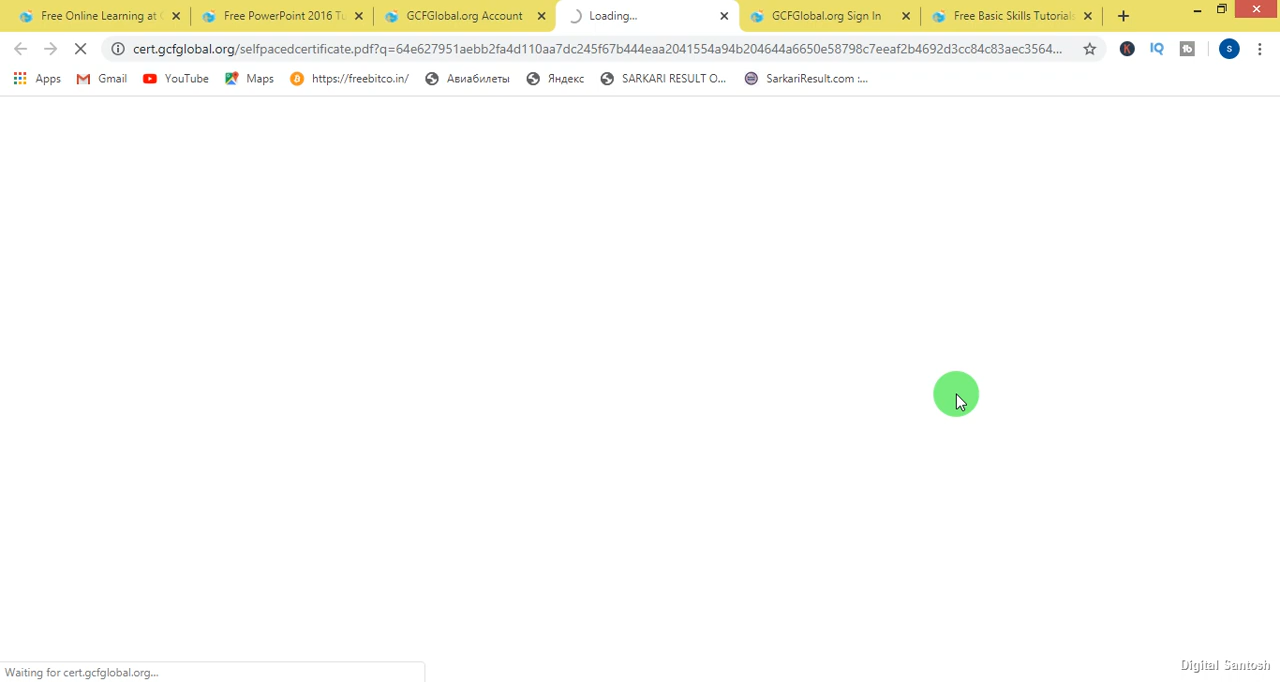 Free Online Learning at
Free PowerPoint 2016 Tu
GCFGlobal.org Account
Loading...
GCFGlobal.org Sign In
Free Basic Skills Tutorials
cert.gcfglobal.org/selfpacedcertificate.pdf?q=64e627951aebb2fa4d110aa7dc245f67b444eaa2041554a94b204644a6650e58798c7eeaf2b4692d3cc84c83aec3564...
IQ
S
Apps
Gmail
YouTube
Maps
https://freebitco.in/
Авиабилеты
Яндекс
SARKARI RESULT O...
SarkariResult.com :...
Waiting for cert.gcfglobal.org...
Digital Santosh